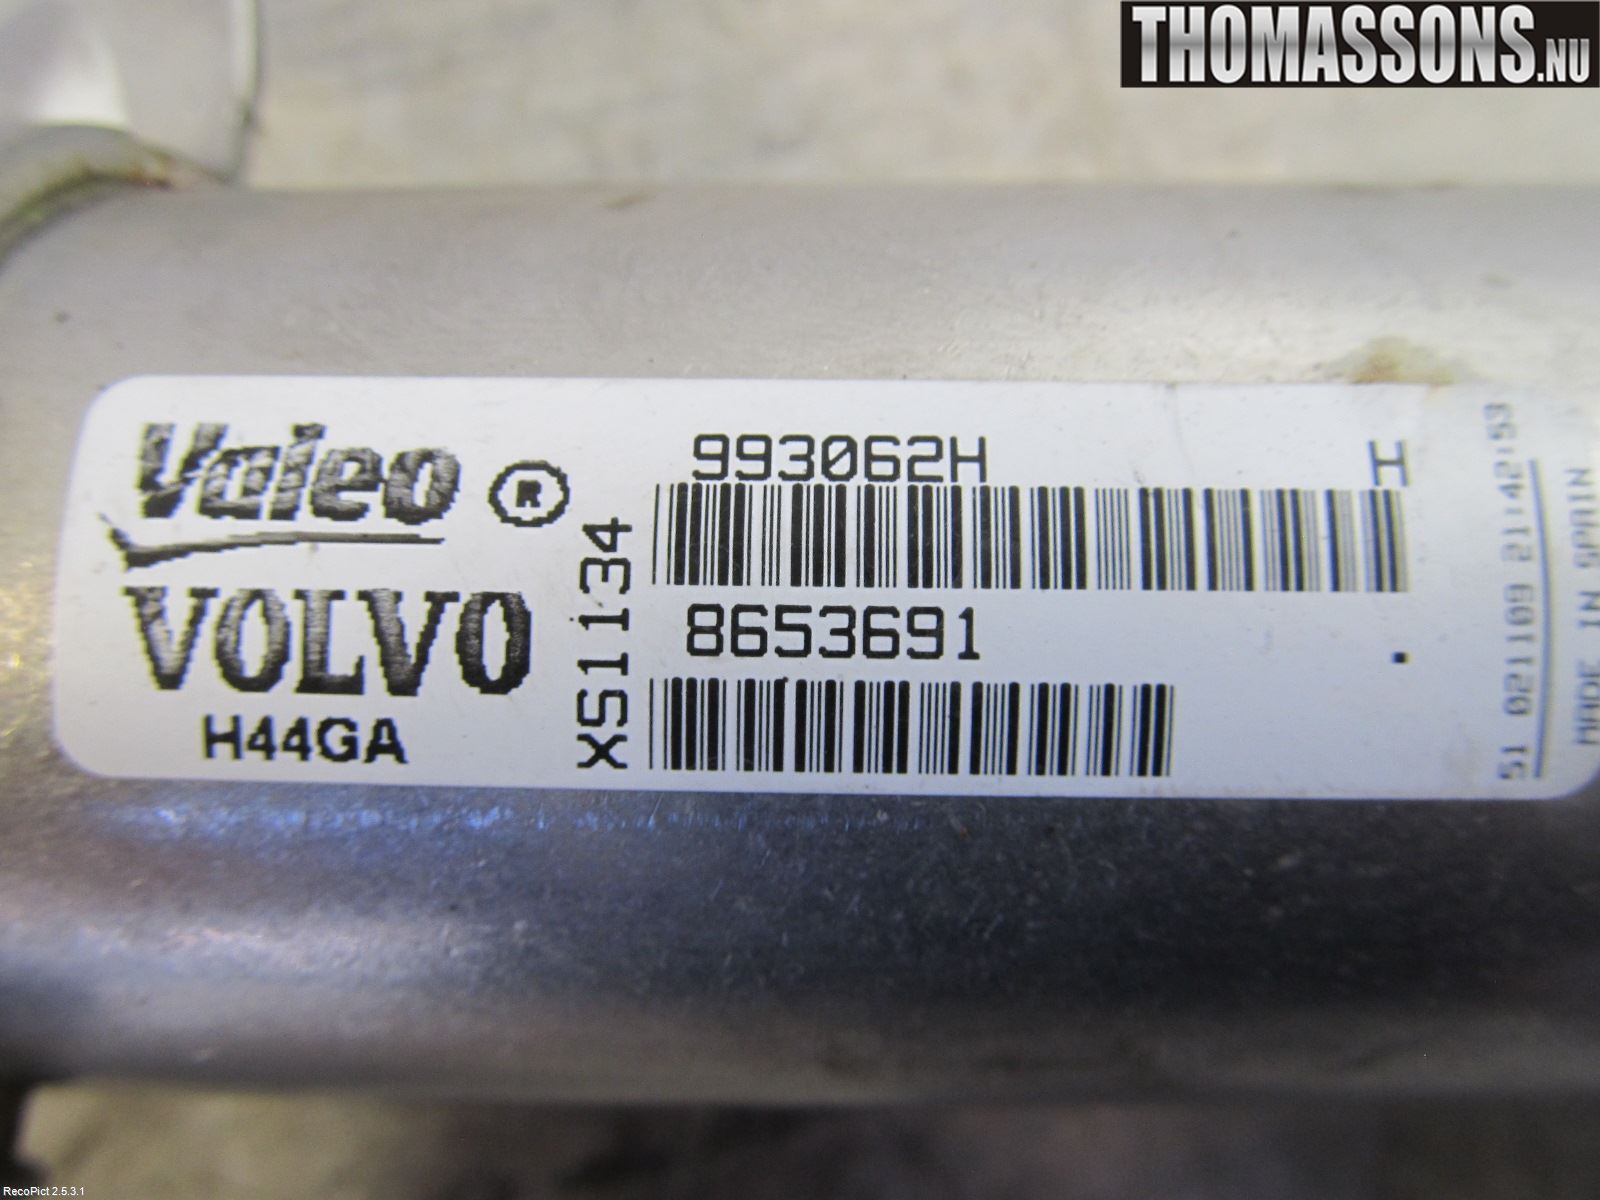 THOMASSONS.NU
Valeo ®
VOLVO
H44GA
XS1134
993062H
H
8653691
51 021109 21:42:53
MADE IN SPAIN
RecoPict 2.5.3.1